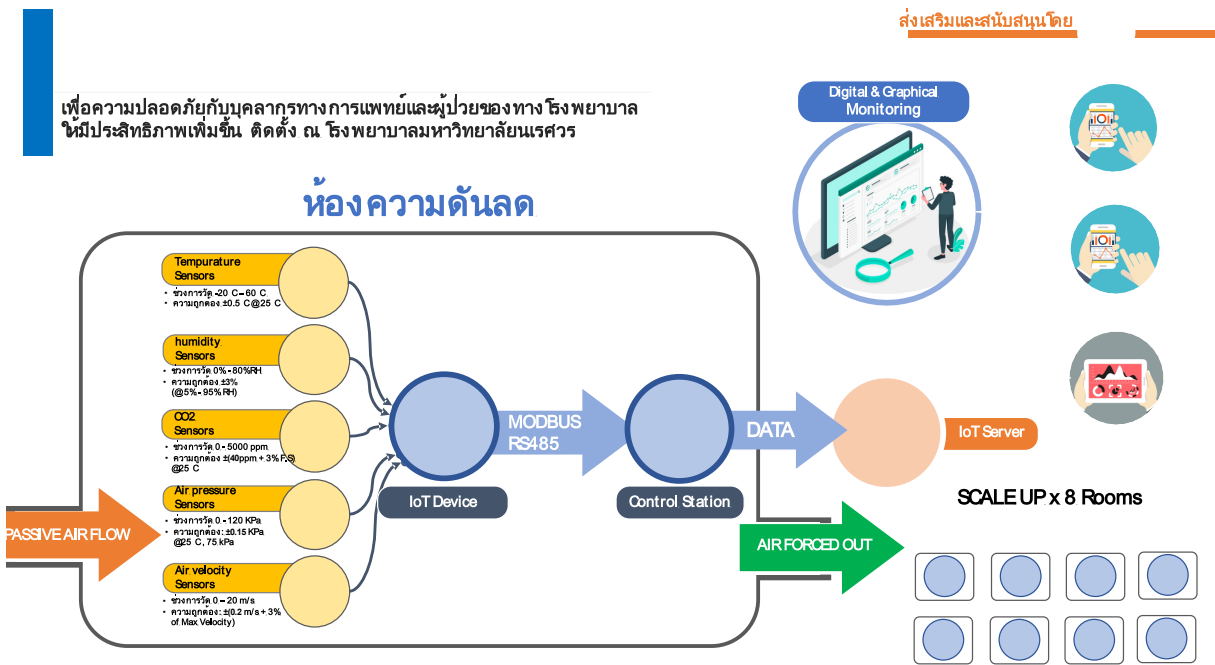 ส่งเสริมและสนับสนุนโดย
เพื่อความปลอดภัยกับบุคลากรทางการแพทย์และผู้ป่วยของทางโรงพยาบาล
ให้มีประสิทธิภาพเพิ่มขึ้น ติดตั้ง ณ โรงพยาบาลมหาวิทยาลัยนเรศวร
Digital & Graphical
Monitoring
ห้องความดันลด
Tempurature
Sensors
• ช่วงการวัด -20 C – 60 C
• ความถูกต้อง ±0.5 C@25 C
humidity
Sensors
• ช่วงการวัด 0% - 80%RH
• ความถูกต้อง ±3%
(@5% - 95% RH)
CO2
Sensors
• ช่วงการวัด 0 - 5000 ppm
• ความถูกต้อง ±(40ppm + 3% F.S)
@25 C
Air pressure
Sensors
• ช่วงการวัด 0 - 120 KPa
• ความถูกต้อง: ±0.15 KPa
@25 C, 75 kPa
Air velocity
Sensors
• ช่วงการวัด 0 – 20 m/s
• ความถูกต้อง: ±(0.2 m/s + 3%
of Max Velocity)
PASSIVE AIR FLOW
IoT Device
MODBUS
RS485
Control Station
DATA
IoT Server
AIR FORCED OUT
SCALE UP x 8 Rooms